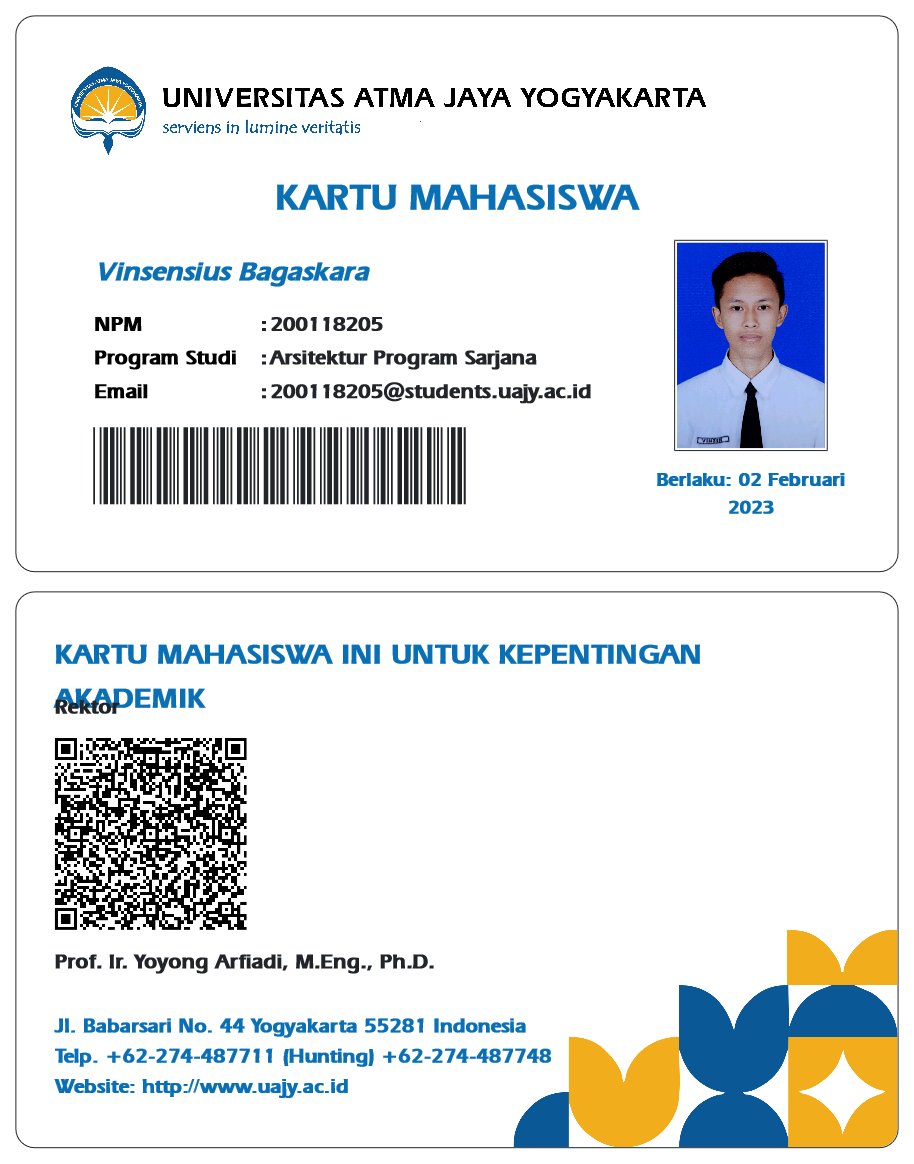 UNIVERSITAS ATMA JAYA YOGYAKARTA
serviens in lumine veritatis
KARTU MAHASISWA
Vinsensius Bagaskara
NPM : 200118205
Program Studi : Arsitektur Program Sarjana
Email : 200118205@students.uajy.ac.id
Berlaku: 02 Februari
2023
KARTU MAHASISWA INI UNTUK KEPENTINGAN
AKADEMIK
Rektor
Prof. Ir. Yoyong Arfiadi, M.Eng., Ph.D.
Jl. Babarsari No. 44 Yogyakarta 55281 Indonesia
Telp. +62-274-487711 (Hunting) +62-274-487748
Website: http://www.uajy.ac.id